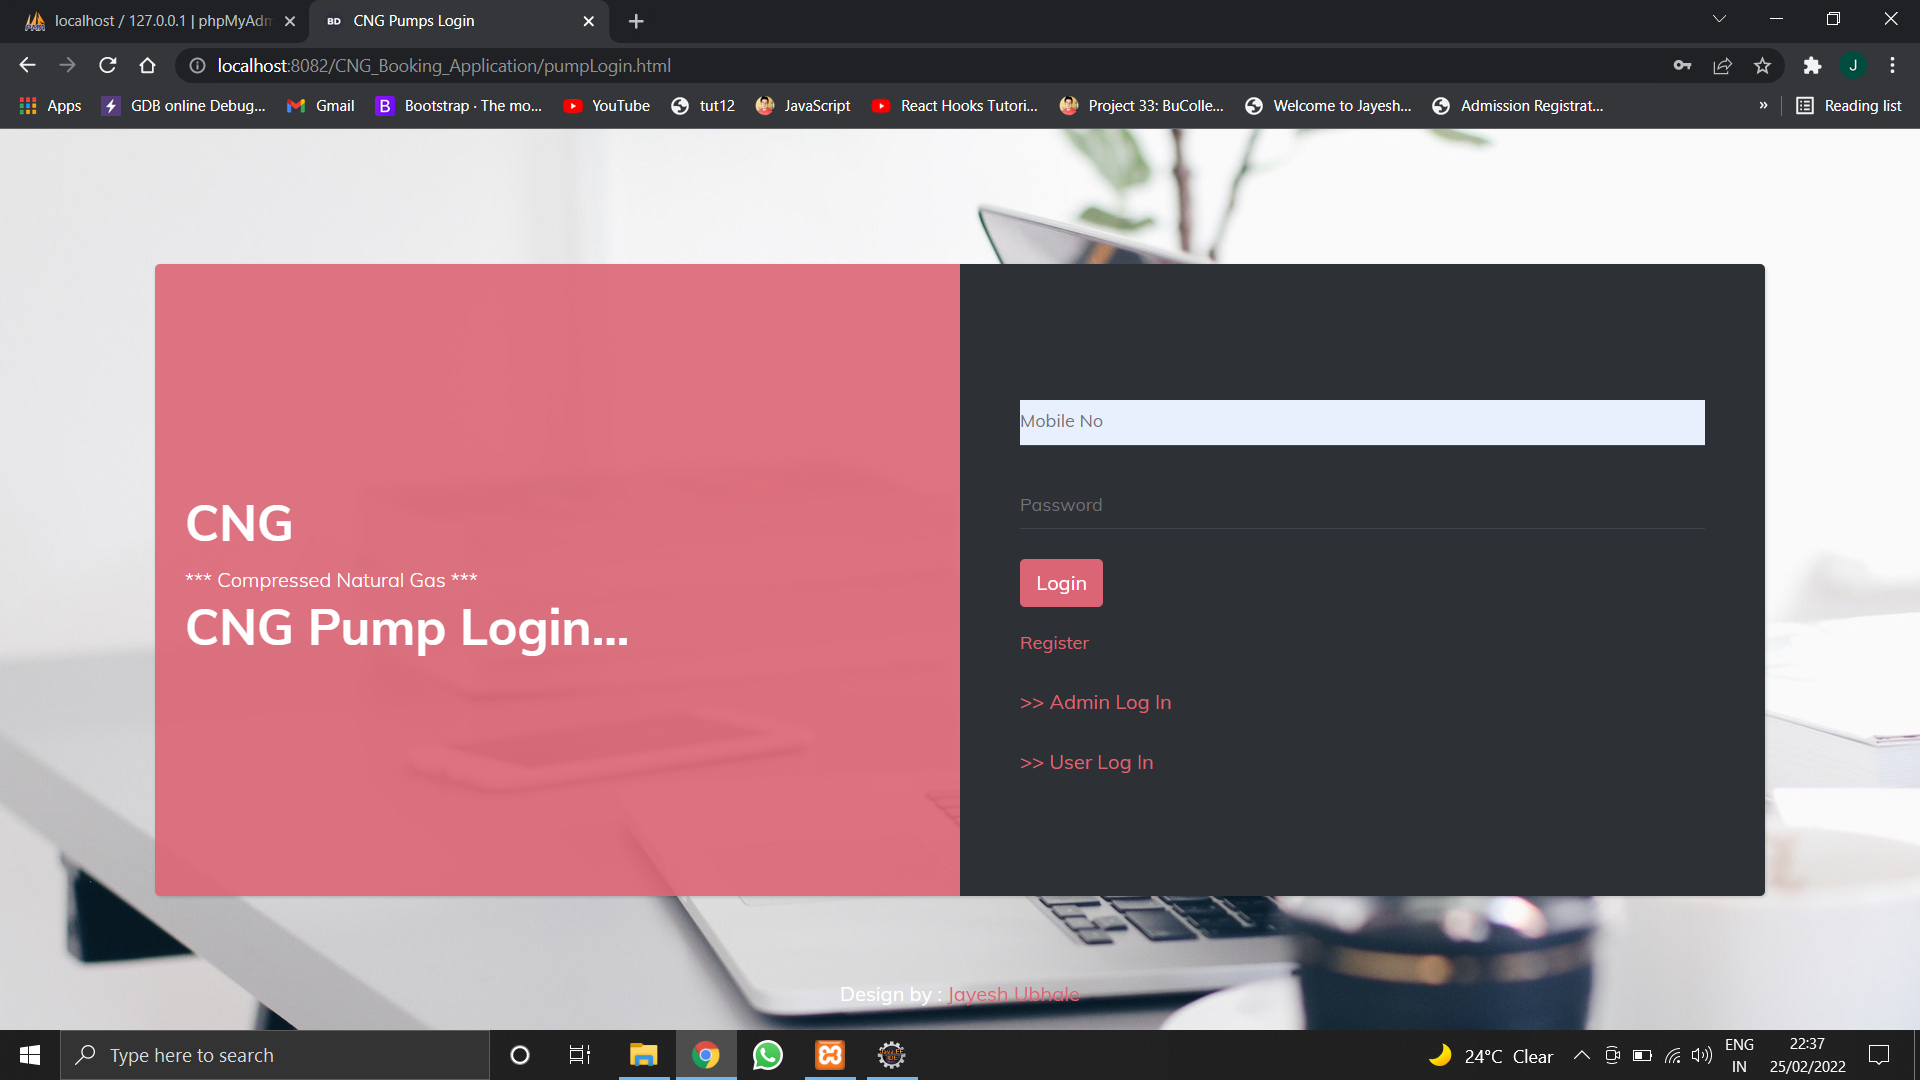 localhost / 127.0.0.1 | phpMyAdm
BD CNG Pumps Login
localhost:8082/CNG_Booking_Application/pumpLogin.html
J
Apps
GDB online Debug...
B Bootstrap · The mo...
Gmail
YouTube
tut12
JavaScript
React Hooks Tutori...
Project 33: BuColle...
Welcome to Jayesh...
Admission Registrat...
»
Reading list
CNG
*** Compressed Natural Gas ***
CNG Pump Login...
Mobile No
Password
Login
Register
>> Admin Log In
>> User Log In
Design by : Jayesh Ubhale
Type here to search
24°C Clear
ENG
IN
22:37
25/02/2022